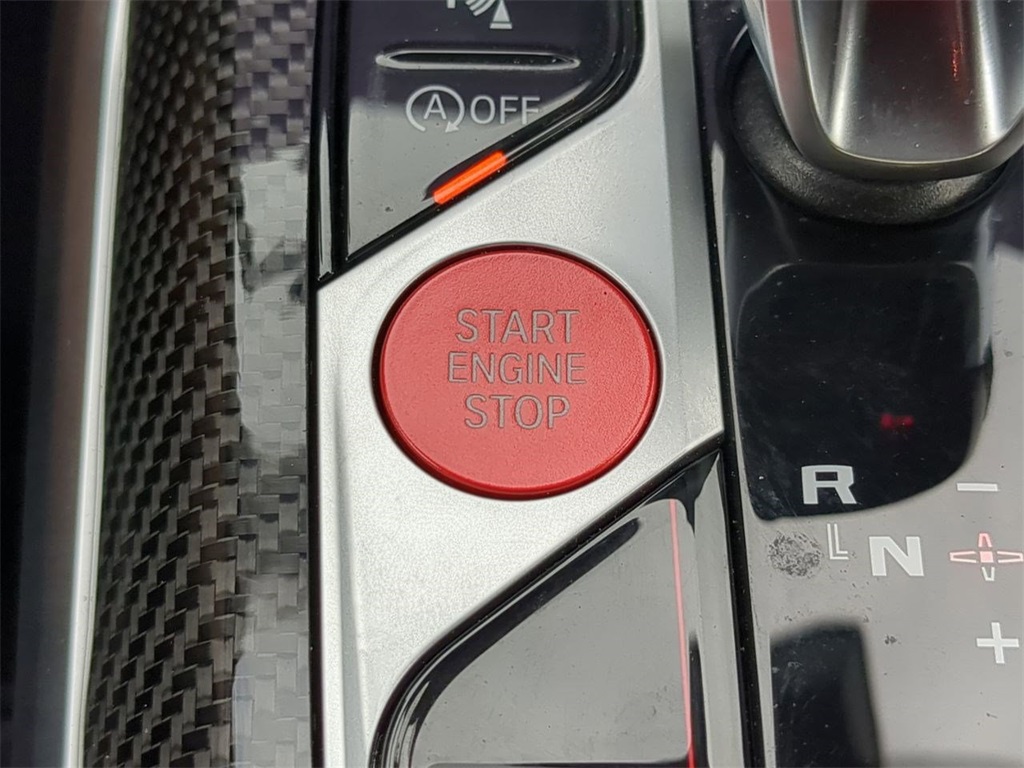 A OFF
START
ENGINE
STOP
R
N
−
+